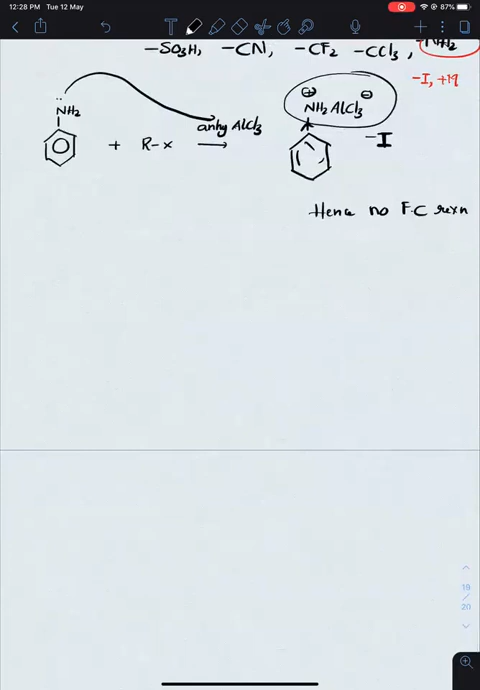 12:28 PM Tue 12 May
87%
-SO₃H, -CN, -CF₂ -CCl₃, -NH₂
-I, +M
..
NH₂
+ R-x → anhy AlCl₃
⊕ ⊖
NH₂AlCl₃
-I
Hence no F.C rexn
19
/
20